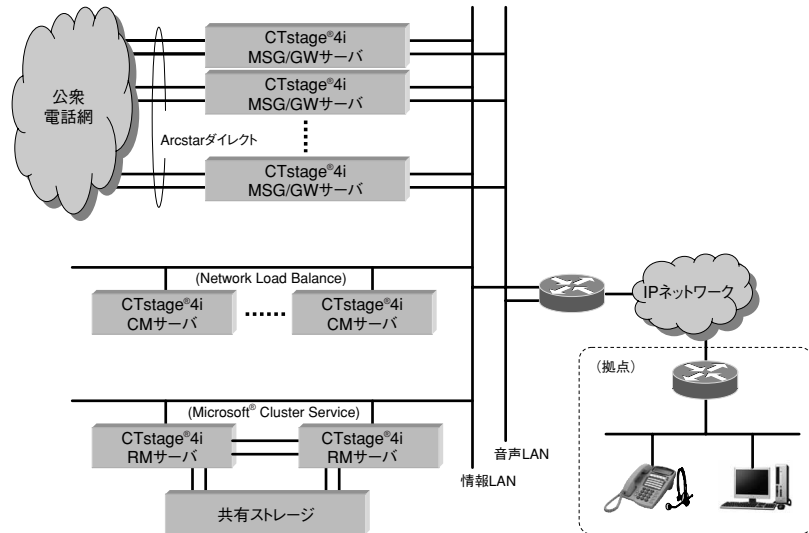 公衆
電話網
CTstage®4i
MSG/GWサーバ
CTstage®4i
MSG/GWサーバ
Arcstarダイレクト
CTstage®4i
MSG/GWサーバ
(Network Load Balance)
CTstage®4i
CMサーバ
CTstage®4i
CMサーバ
IPネットワーク
(拠点)
(Microsoft® Cluster Service)
CTstage®4i
RMサーバ
CTstage®4i
RMサーバ
音声LAN
情報LAN
共有ストレージ